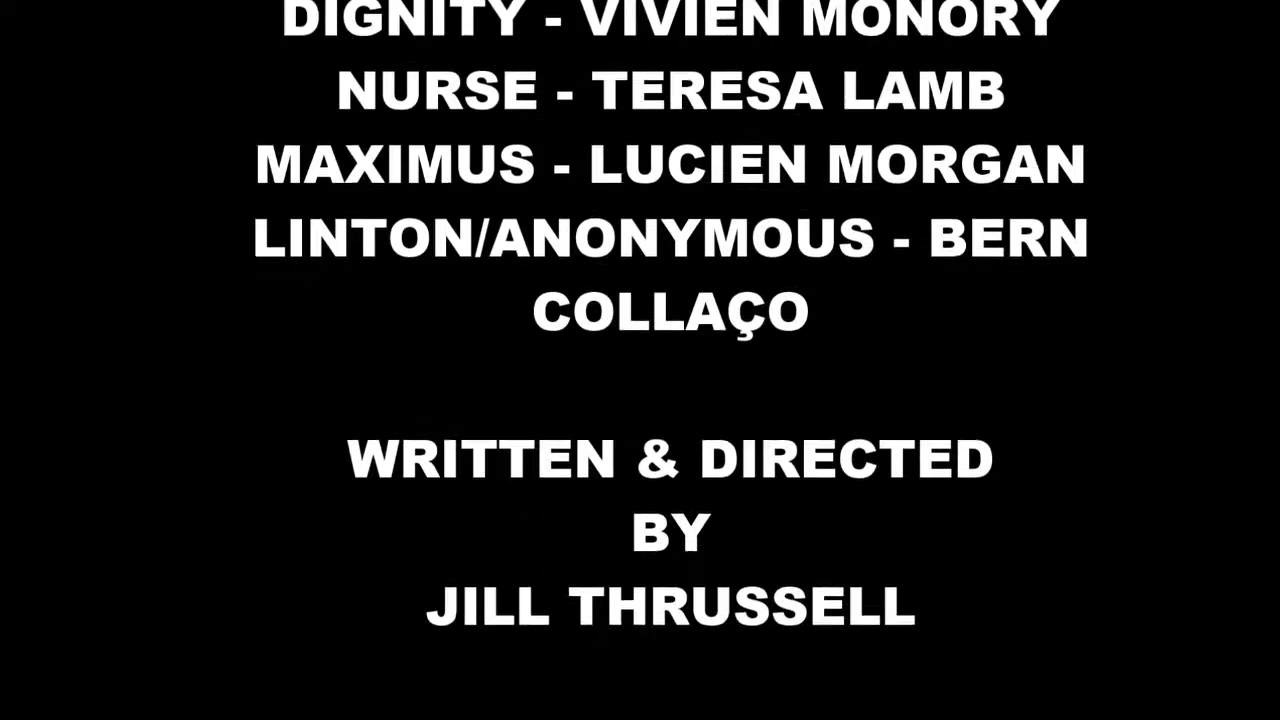 DIGNITY - VIVIEN MONORY
NURSE - TERESA LAMB
MAXIMUS - LUCIEN MORGAN
LINTON/ANONYMOUS - BERN
COLLAÇO
WRITTEN & DIRECTED
BY
JILL THRUSSELL